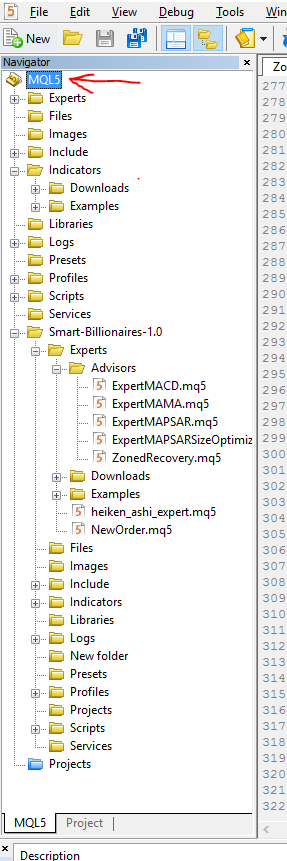 File Edit View Debug Tools Win
New
Navigator
Zo
MQL5
Experts
Files
Images
Include
Indicators
Downloads
Examples
Libraries
Logs
Presets
Profiles
Scripts
Services
Smart-Billionaires-1.0
Experts
Advisors
ExpertMACD.mq5
ExpertMAMA.mq5
ExpertMAPSAR.mq5
ExpertMAPSARSizeOptimiz
ZonedRecovery.mq5
Downloads
Examples
heiken_ashi_expert.mq5
NewOrder.mq5
Files
Images
Include
Indicators
Libraries
Logs
New folder
Presets
Profiles
Projects
Scripts
Services
Projects
277
278
279
280
281
282
283
284
285
286
287
288
289
290
291
292
293
294
295
296
297
298
299
300
301
302
303
304
305
306
307
308
309
310
311
312
313
314
315
316
317
318
319
320
321
322
MQL5 Project
Description